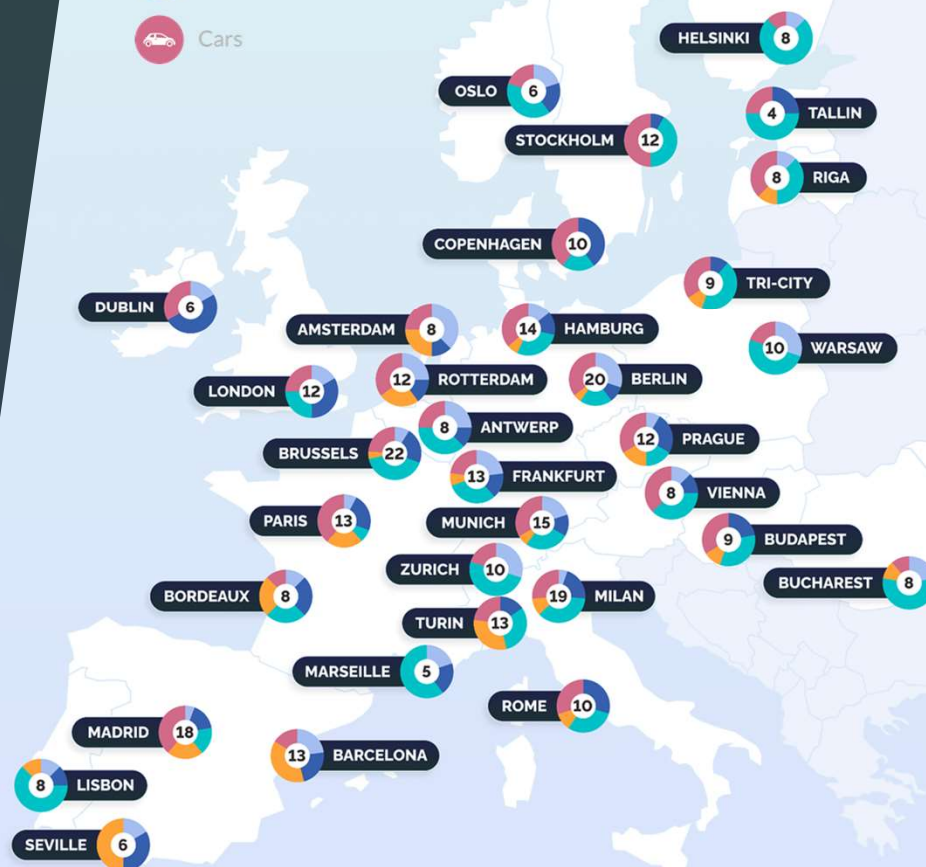 Cars
HELSINKI 8
OSLO 6
4 TALLIN
STOCKHOLM 12
8 RIGA
COPENHAGEN 10
9 TRI-CITY
DUBLIN 6
AMSTERDAM 8
14 HAMBURG
10 WARSAW
12 ROTTERDAM
20 BERLIN
LONDON 12
8 ANTWERP
12 PRAGUE
BRUSSELS 22
13 FRANKFURT
8 VIENNA
PARIS 13
MUNICH 15
9 BUDAPEST
ZURICH 10
BUCHAREST 8
BORDEAUX 8
19 MILAN
TURIN 13
MARSEILLE 5
ROME 10
MADRID 18
13 BARCELONA
8 LISBON
SEVILLE 6